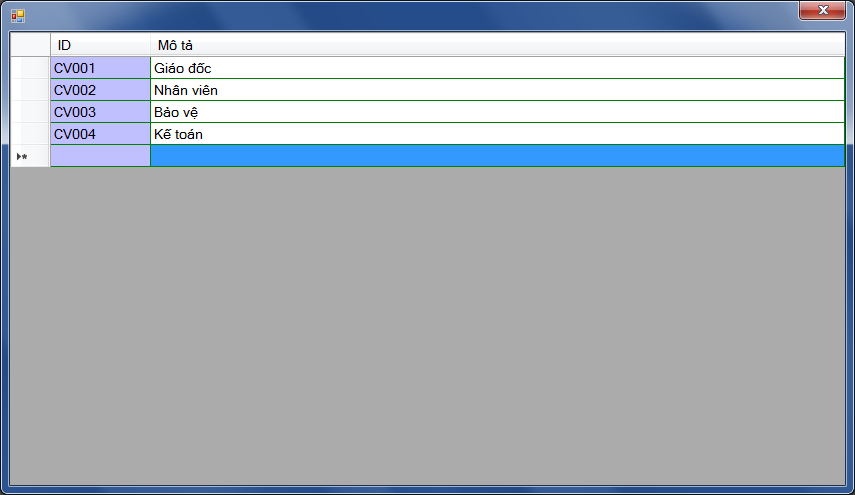 ID Mô tả
CV001 Giáo đốc
CV002 Nhân viên
CV003 Bảo vệ
CV004 Kế toán